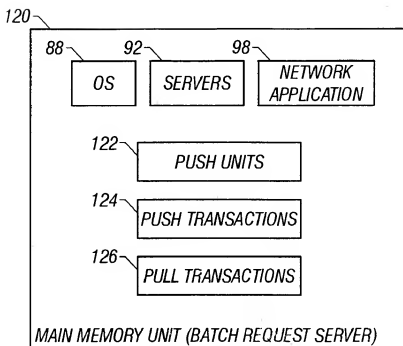 120
88
92
98
OS
SERVERS
NETWORK
APPLICATION
122
PUSH UNITS
124
PUSH TRANSACTIONS
126
PULL TRANSACTIONS
MAIN MEMORY UNIT (BATCH REQUEST SERVER)